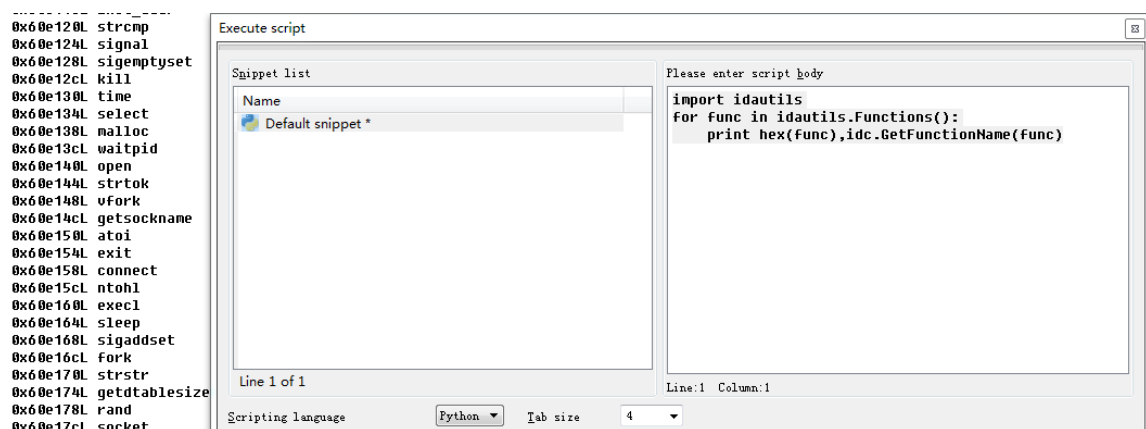 0x60e120L strcmp
0x60e124L signal
0x60e128L sigemptyset
0x60e12cL kill
0x60e130L time
0x60e134L select
0x60e138L malloc
0x60e13cL waitpid
0x60e140L open
0x60e144L strtok
0x60e148L vfork
0x60e14cL getsockname
0x60e150L atoi
0x60e154L exit
0x60e158L connect
0x60e15cL ntohl
0x60e160L execl
0x60e164L sleep
0x60e168L sigaddset
0x60e16cL fork
0x60e170L strstr
0x60e174L getdtablesize
0x60e178L rand
0x60e17cL socket
Execute script
Snippet list
Name
Default snippet *
Line 1 of 1
Please enter script body
import idautils
for func in idautils.Functions():
    print hex(func),idc.GetFunctionName(func)
Line:1 Column:1
Scripting language Python Tab size 4